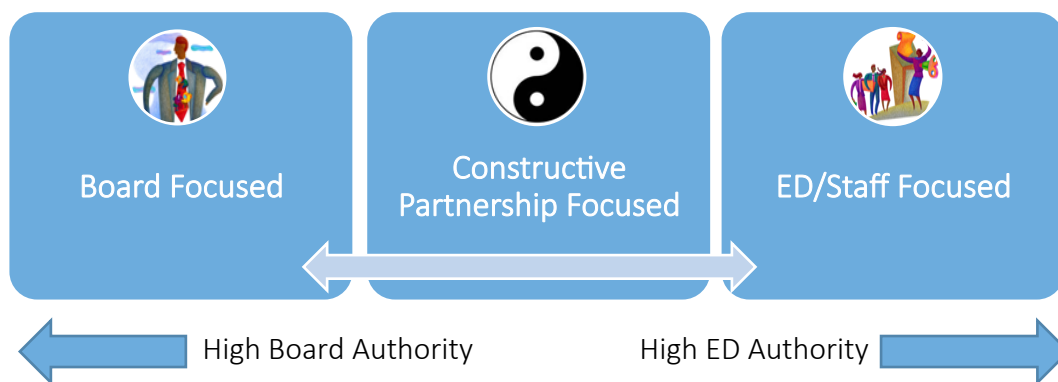 Board Focused
Constructive
Partnership Focused
ED/Staff Focused
High Board Authority
High ED Authority